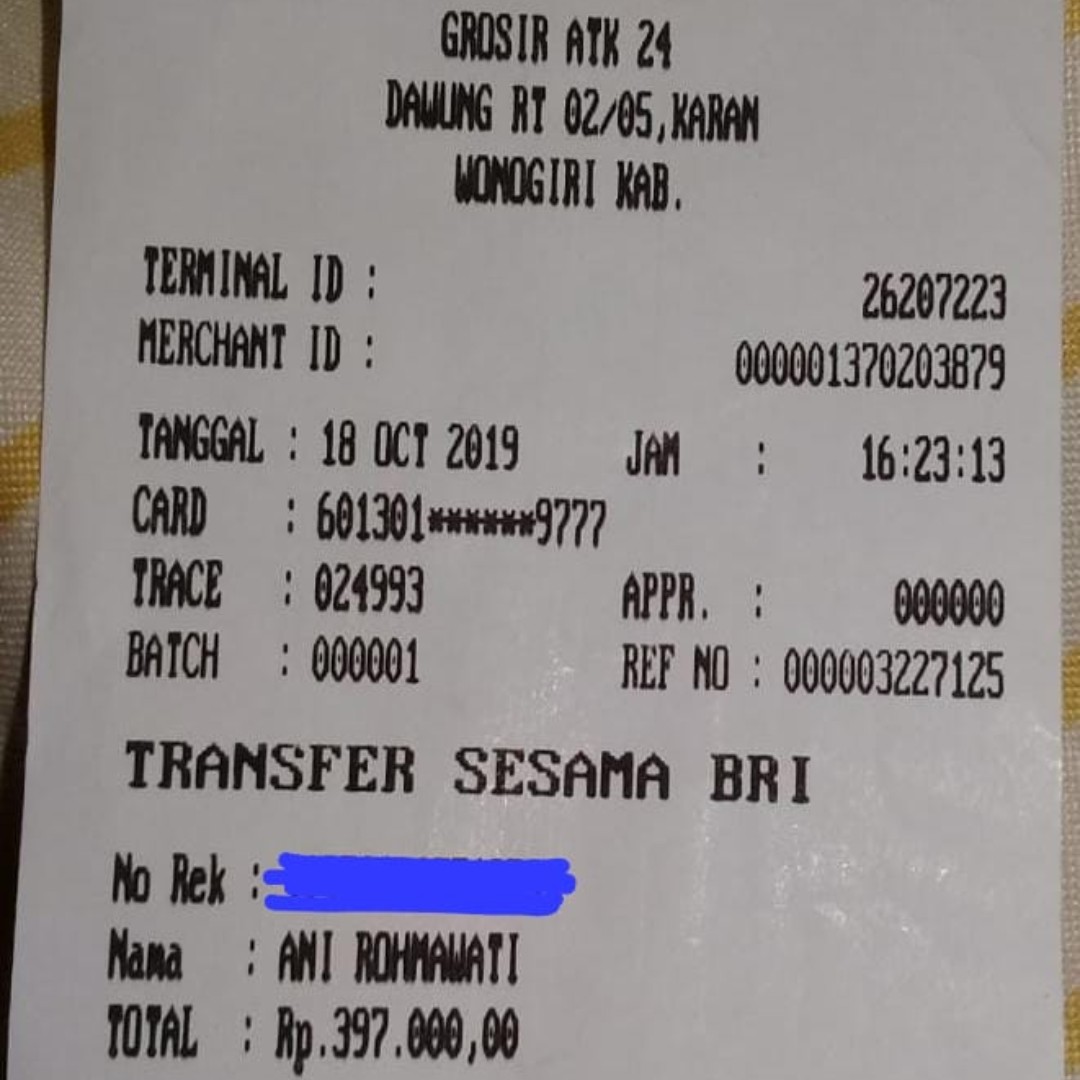 GROSIR ATK 24
DAWUNG RT 02/05,KARAN
WONOGIRI KAB.
TERMINAL ID : 26207223
MERCHANT ID : 000001370203879
TANGGAL : 18 OCT 2019 JAM : 16:23:13
CARD : 601301******9777
TRACE : 024993 APPR. : 000000
BATCH : 000001 REF NO : 000003227125
TRANSFER SESAMA BRI
No Rek :
Nama : ANI ROHMAWATI
TOTAL : Rp.397.000,00